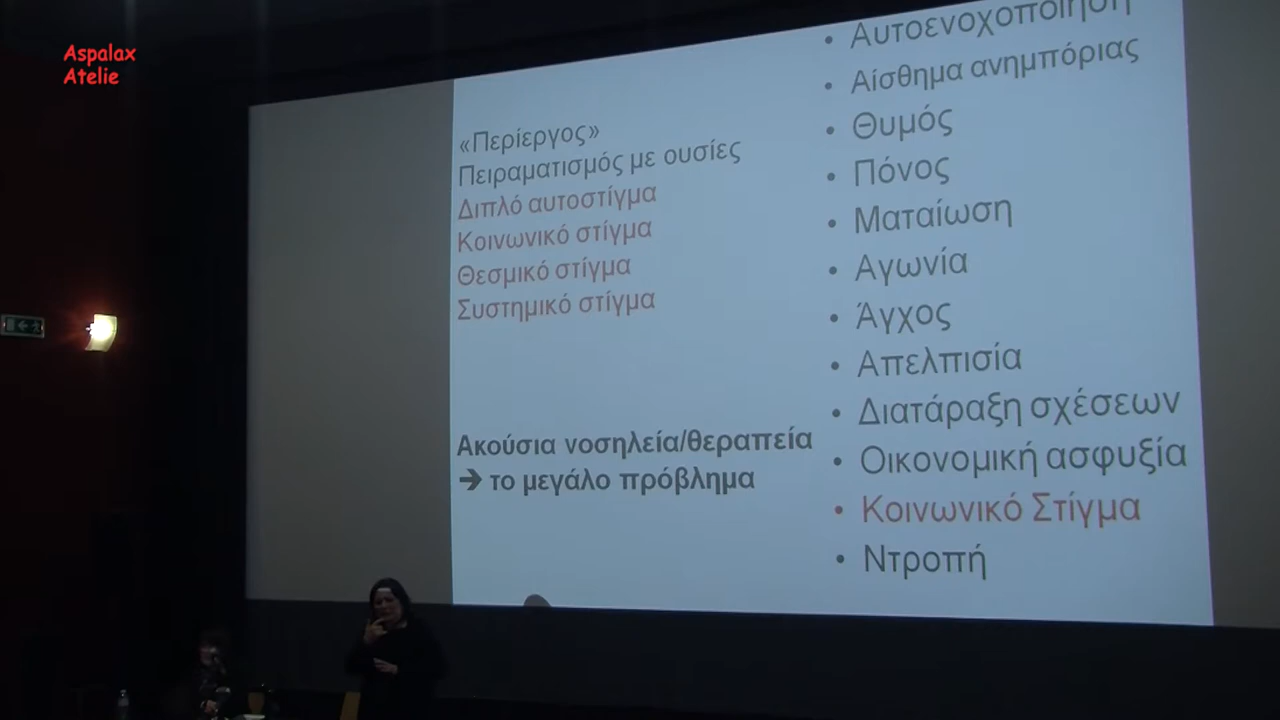 Aspalax
Atelie
«Περίεργος»
Πειραματισμός με ουσίες
Διπλό αυτοστίγμα
Κοινωνικό στίγμα
Θεσμικό στίγμα
Συστημικό στίγμα
Ακούσια νοσηλεία/θεραπεία
➔ το μεγάλο πρόβλημα
• Αυτοενοχοποίηση
• Αίσθημα ανημπόριας
• Θυμός
• Πόνος
• Ματαίωση
• Αγωνία
• Άγχος
• Απελπισία
• Διατάραξη σχέσεων
• Οικονομική ασφυξία
• Κοινωνικό Στίγμα
• Ντροπή